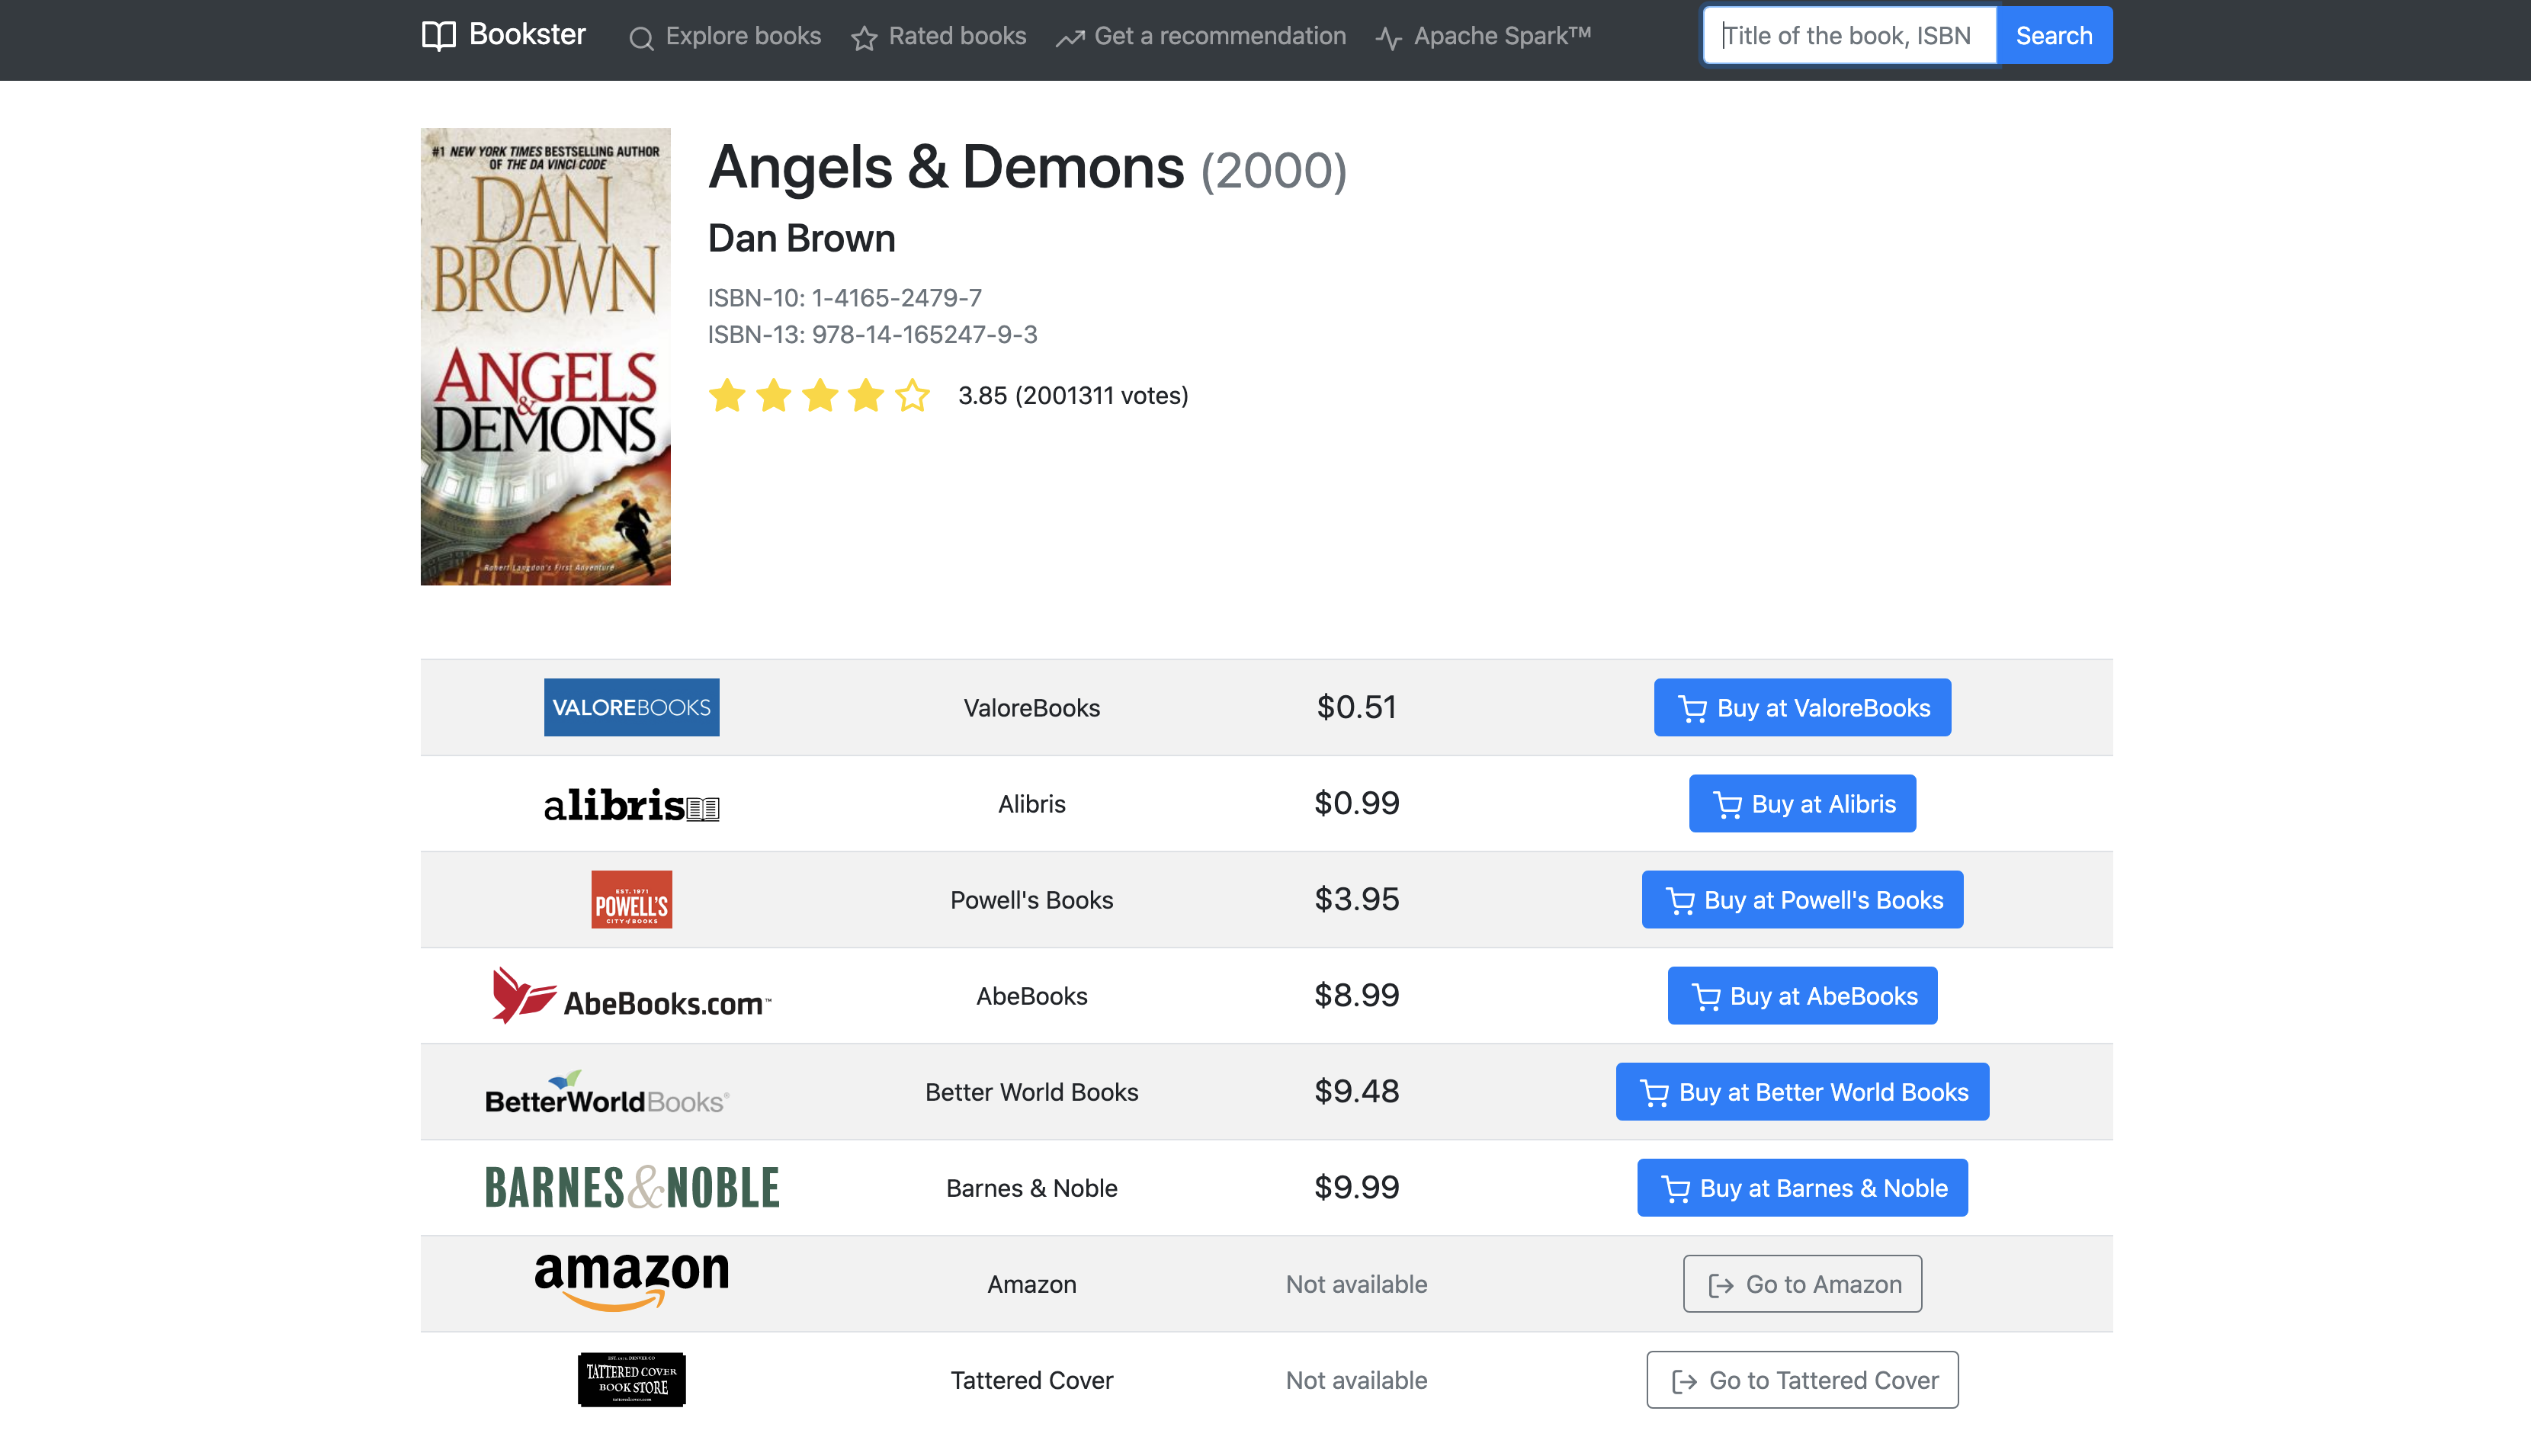 Bookster Explore books Rated books Get a recommendation Apache Spark™ Title of the book, ISBN Search
#1 NEW YORK TIMES BESTSELLING AUTHOR
OF THE DA VINCI CODE
DAN
BROWN
ANGELS
&
DEMONS
Robert Langdon's First Adventure
Angels & Demons (2000)
Dan Brown
ISBN-10: 1-4165-2479-7
ISBN-13: 978-14-165247-9-3
3.85 (2001311 votes)
VALOREBOOKS ValoreBooks $0.51 Buy at ValoreBooks
alibris Alibris $0.99 Buy at Alibris
EST. 1971
POWELL'S
CITY of BOOKS
Powell's Books $3.95 Buy at Powell's Books
AbeBooks.com™ AbeBooks $8.99 Buy at AbeBooks
BetterWorldBooks® Better World Books $9.48 Buy at Better World Books
BARNES&NOBLE Barnes & Noble $9.99 Buy at Barnes & Noble
amazon Amazon Not available Go to Amazon
TATTERED COVER
BOOK STORE
tatteredcover.com
Tattered Cover Not available Go to Tattered Cover